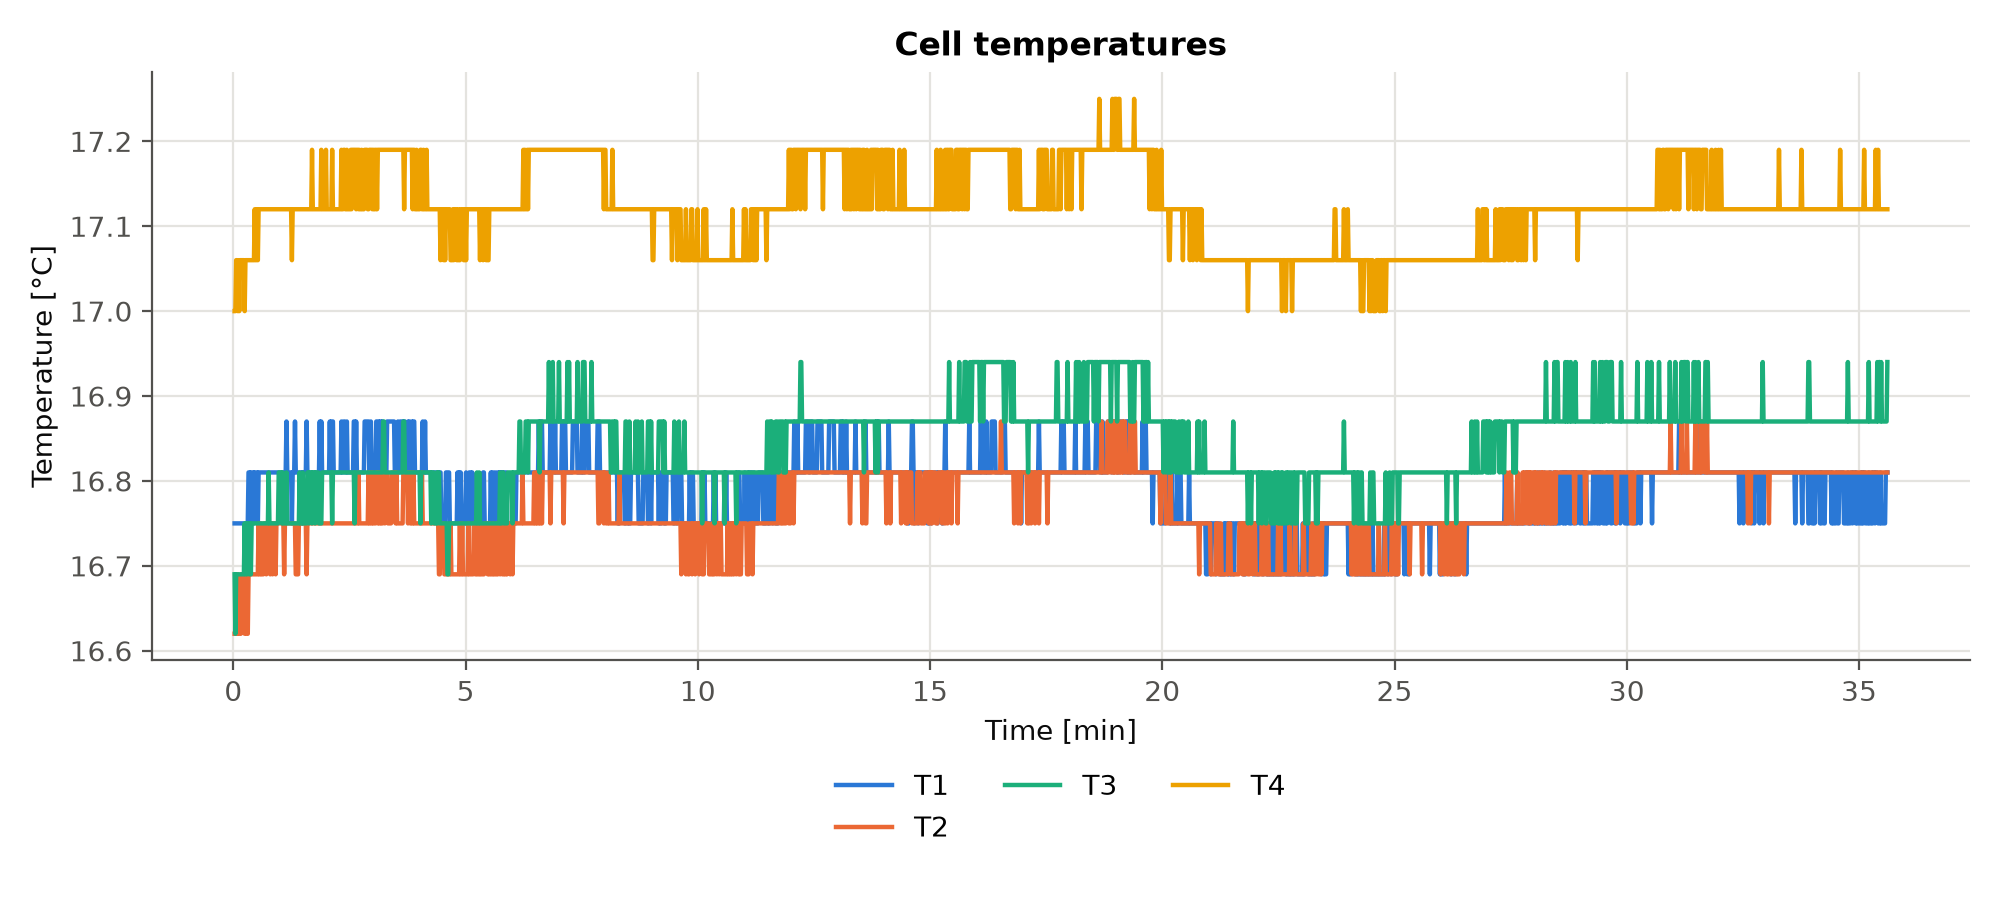 Cell temperatures
Temperature [°C]
17.2
17.1
17.0
16.9
16.8
16.7
16.6
0 5 10 15 20 25 30 35
Time [min]
T1 T3 T4
T2